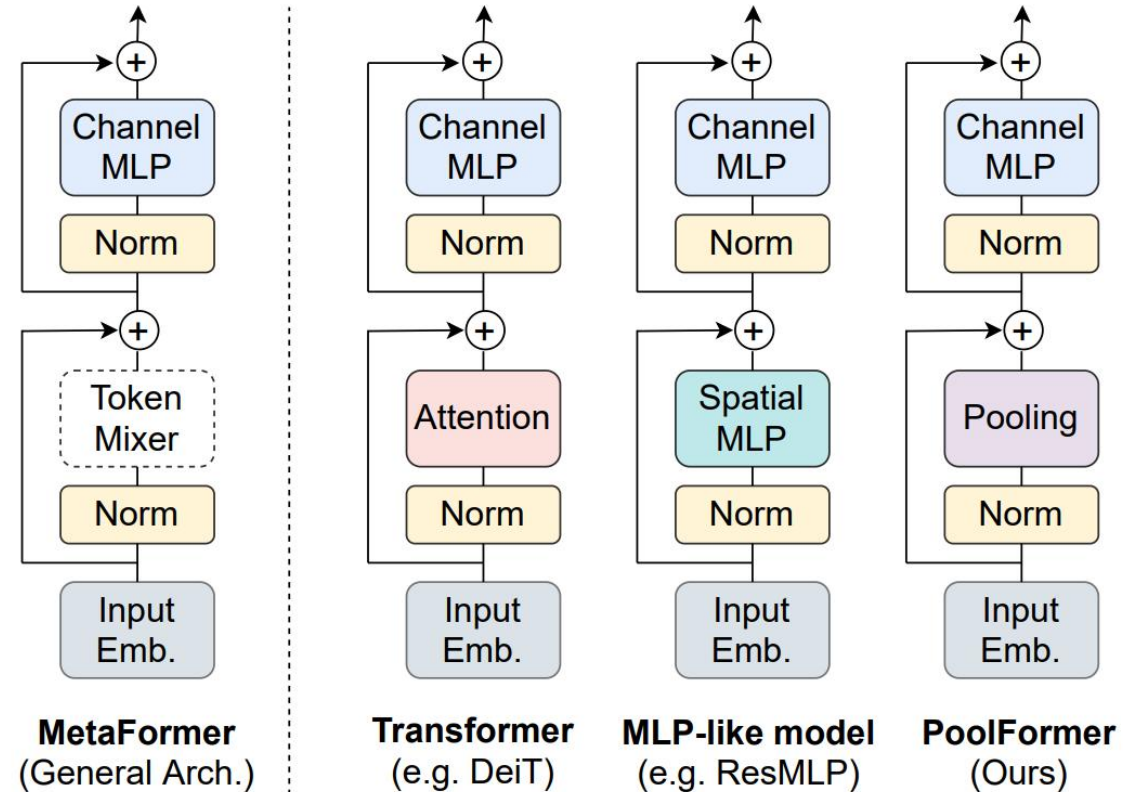 +
Channel
MLP
Norm
+
Token
Mixer
Norm
Input
Emb.
MetaFormer
(General Arch.)
+
Channel
MLP
Norm
+
Attention
Norm
Input
Emb.
Transformer
(e.g. DeiT)
+
Channel
MLP
Norm
+
Spatial
MLP
Norm
Input
Emb.
MLP-like model
(e.g. ResMLP)
+
Channel
MLP
Norm
+
Pooling
Norm
Input
Emb.
PoolFormer
(Ours)